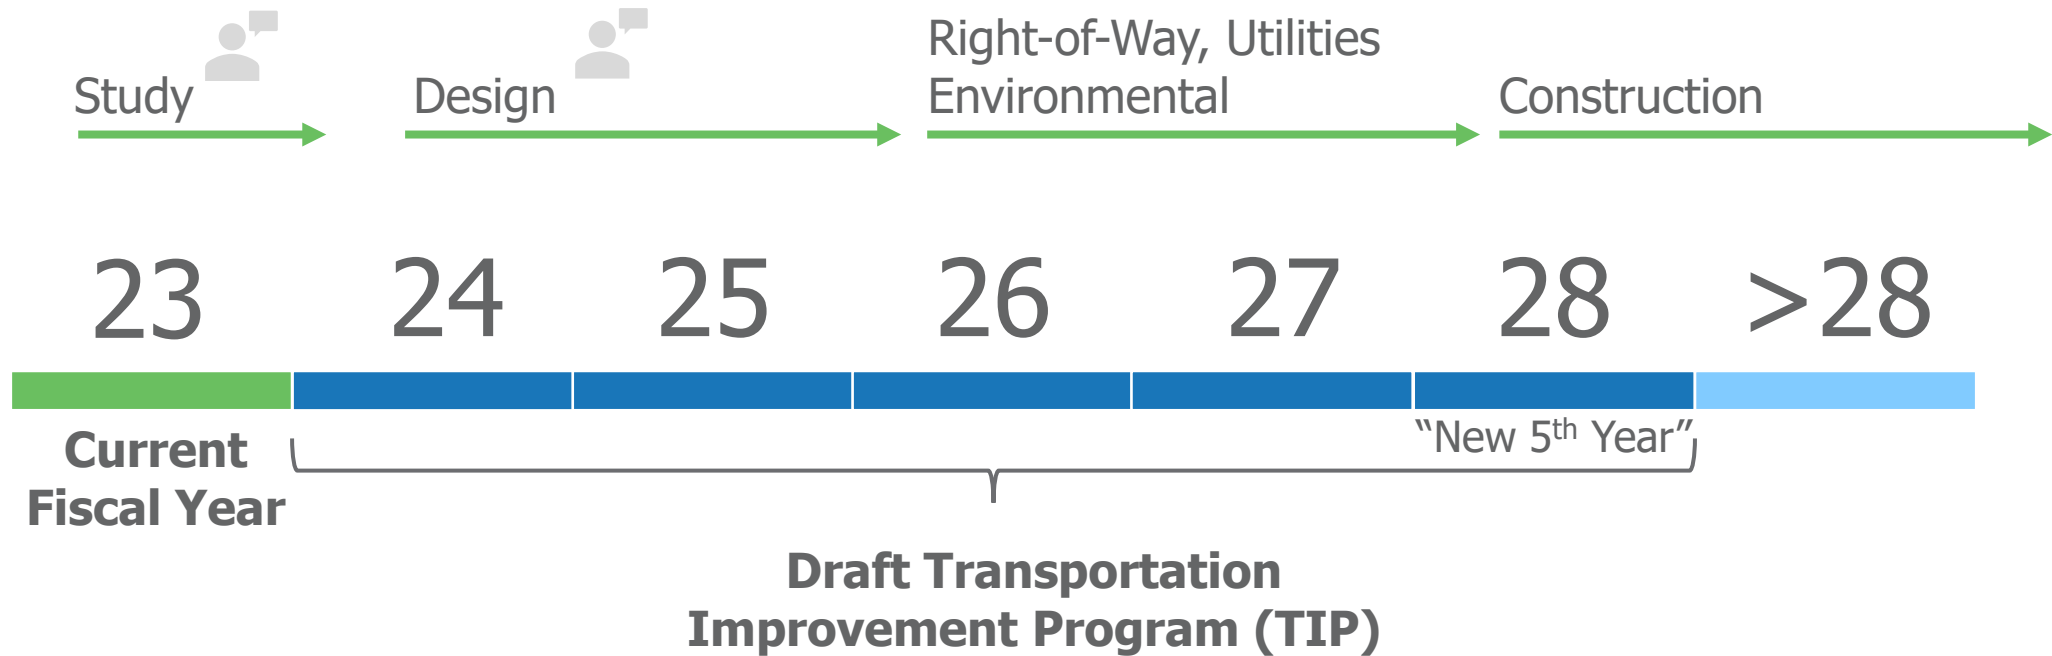 Study
Design
Right-of-Way, Utilities
Environmental
Construction
23
24
25
26
27
28
>28
Current
Fiscal Year
“New 5th Year”
Draft Transportation
Improvement Program (TIP)